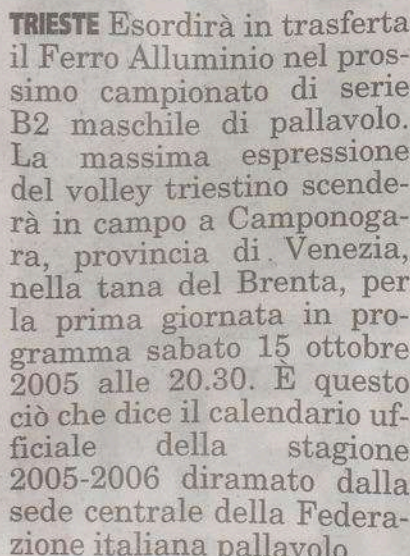 TRIESTE Esordirà in trasferta
il Ferro Alluminio nel pros-
simo campionato di serie
B2 maschile di pallavolo.
La massima espressione
del volley triestino scende-
rà in campo a Camponoga-
ra, provincia di Venezia,
nella tana del Brenta, per
la prima giornata in pro-
gramma sabato 15 ottobre
2005 alle 20.30. È questo
ciò che dice il calendario uf-
ficiale della stagione
2005-2006 diramato dalla
sede centrale della Federa-
zione italiana pallavolo